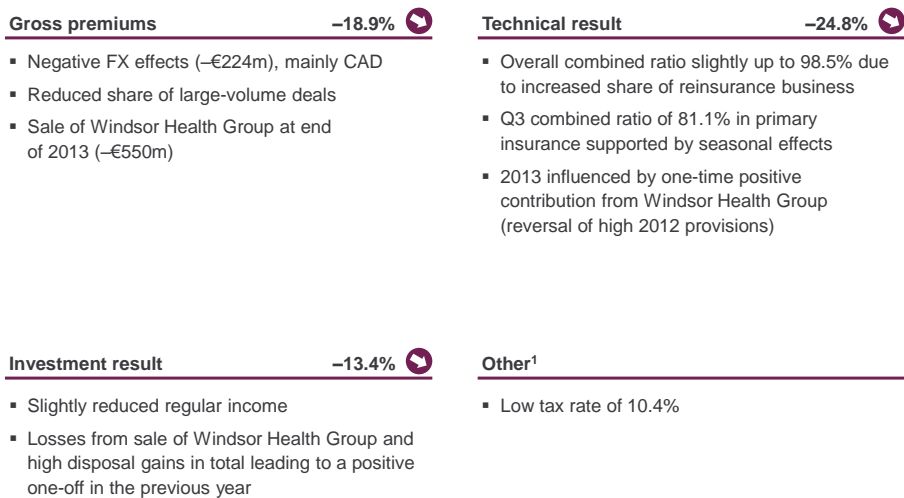 Gross premiums –18.9%
▪ Negative FX effects (–€224m), mainly CAD
▪ Reduced share of large-volume deals
▪ Sale of Windsor Health Group at end
of 2013 (–€550m)
Technical result –24.8%
▪ Overall combined ratio slightly up to 98.5% due
to increased share of reinsurance business
▪ Q3 combined ratio of 81.1% in primary
insurance supported by seasonal effects
▪ 2013 influenced by one-time positive
contribution from Windsor Health Group
(reversal of high 2012 provisions)
Investment result –13.4%
▪ Slightly reduced regular income
▪ Losses from sale of Windsor Health Group and
high disposal gains in total leading to a positive
one-off in the previous year
Other¹
▪ Low tax rate of 10.4%